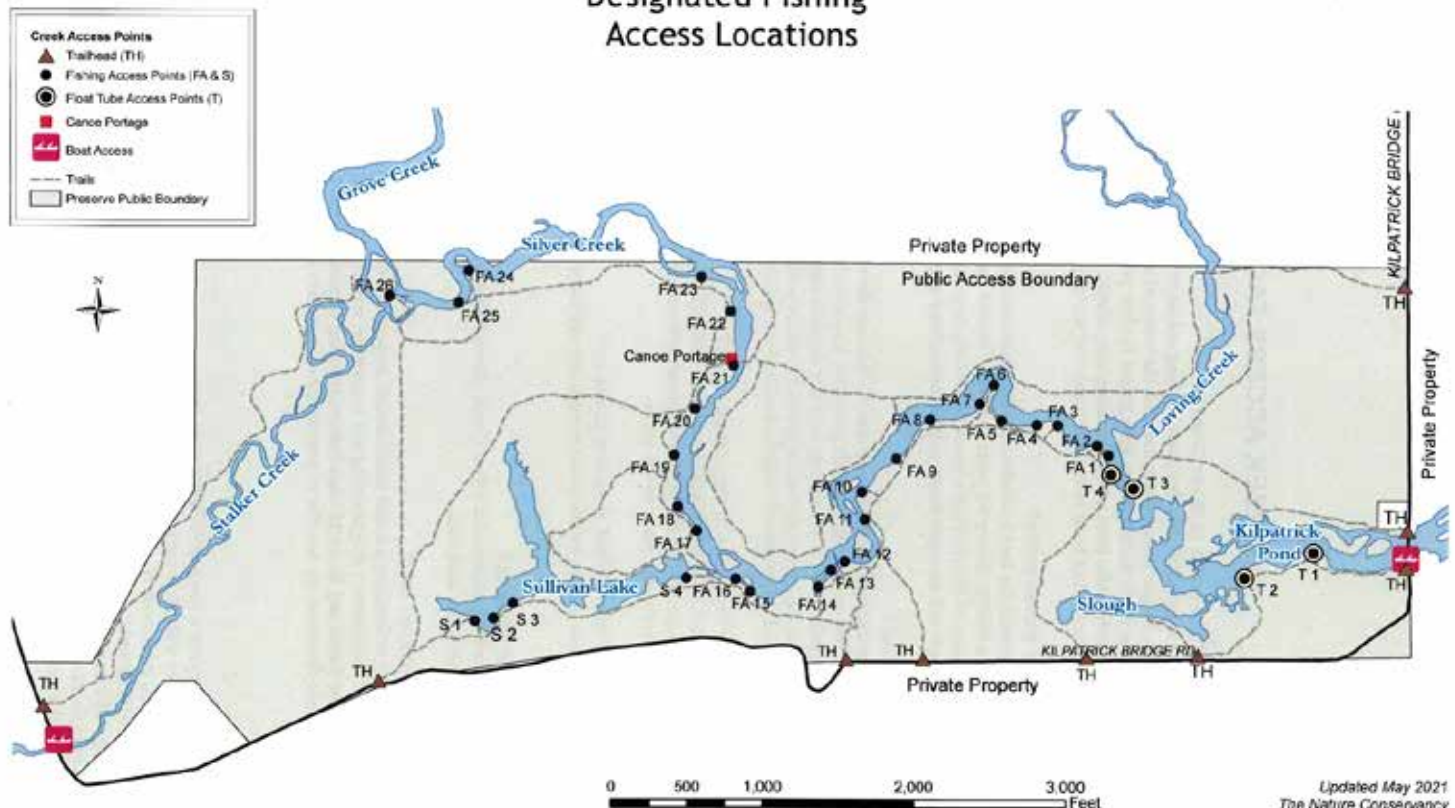 Designated Fishing
Access Locations
Creek Access Points
Trailhead (TH)
Fishing Access Points (FA & S)
Float Tube Access Points (T)
Canoe Portage
Boat Access
Trails
Preserve Public Boundary
N
Grove Creek
Silver Creek
Private Property
Public Access Boundary
KILPATRICK BRIDGE
TH
FA 26
FA 24
FA 25
FA 23
FA 22
Canoe Portage
FA 21
FA 20
FA 19
FA 18
FA 17
FA 6
FA 7
FA 8
FA 5
FA 4
FA 3
FA 2
FA 1
FA 9
FA 10
FA 11
FA 12
FA 13
FA 14
FA 15
FA 16
S 4
Loving Creek
Private Property
T 4
T 3
Stalker Creek
Kilpatrick
Pond
T 1
T 2
TH
TH
Slough
Sullivan Lake
S 1
S 2
S 3
TH
TH
TH
TH
KILPATRICK BRIDGE RD
TH
TH
Private Property
0
500
1,000
2,000
3,000
Feet
Updated May 2021
The Nature Conservancy